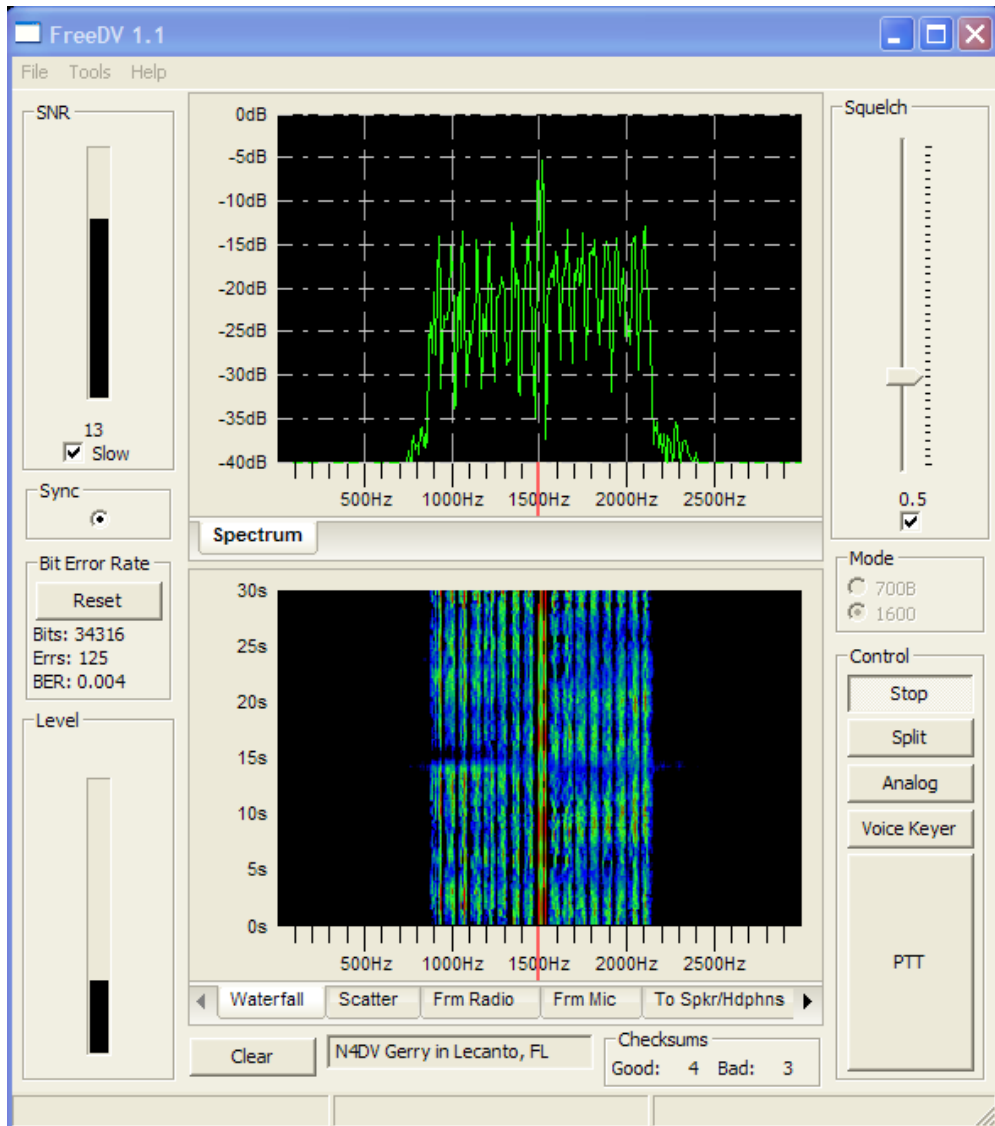 FreeDV 1.1
File Tools Help
SNR
13
Slow
Sync
Bit Error Rate
Reset
Bits: 34316
Errs: 125
BER: 0.004
Level
0dB
-5dB
-10dB
-15dB
-20dB
-25dB
-30dB
-35dB
-40dB
500Hz 1000Hz 1500Hz 2000Hz 2500Hz
Spectrum
30s
25s
20s
15s
10s
5s
0s
500Hz 1000Hz 1500Hz 2000Hz 2500Hz
Waterfall Scatter Frm Radio Frm Mic To Spkr/Hdphns
Clear
N4DV Gerry in Lecanto, FL
Checksums
Good: 4 Bad: 3
Squelch
0.5
Mode
700B
1600
Control
Stop
Split
Analog
Voice Keyer
PTT